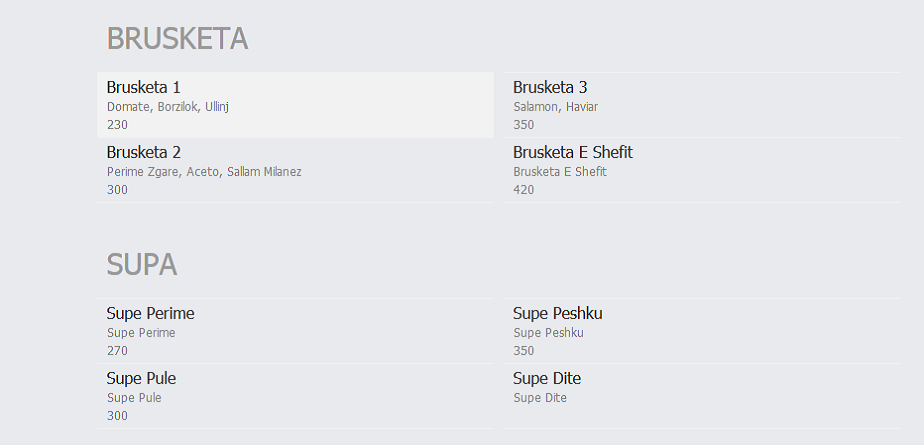 BRUSKETA
Brusketa 1
Domate, Borzilok, Ullinj
230
Brusketa 3
Salamon, Haviar
350
Brusketa 2
Perime Zgare, Aceto, Sallam Milanez
300
Brusketa E Shefit
Brusketa E Shefit
420
SUPA
Supe Perime
Supe Perime
270
Supe Peshku
Supe Peshku
350
Supe Pule
Supe Pule
300
Supe Dite
Supe Dite